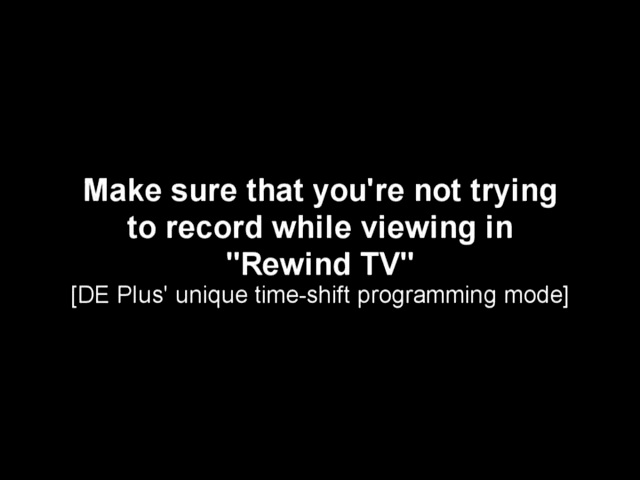 Make sure that you're not trying
to record while viewing in
"Rewind TV"
[DE Plus' unique time-shift programming mode]